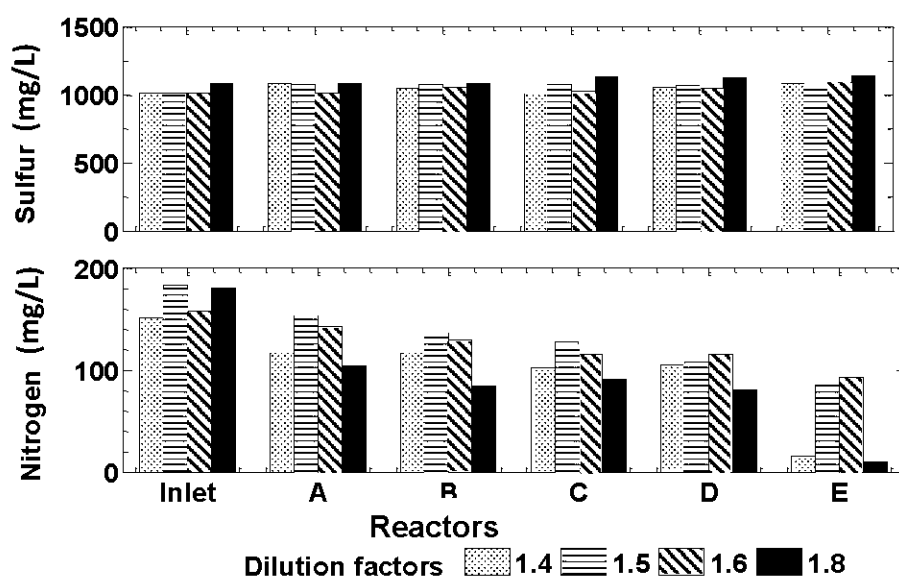 1500
1000
500
0
Sulfur (mg/L)
200
100
0
Nitrogen (mg/L)
Inlet A B C D E
Reactors
Dilution factors 1.4 1.5 1.6 1.8